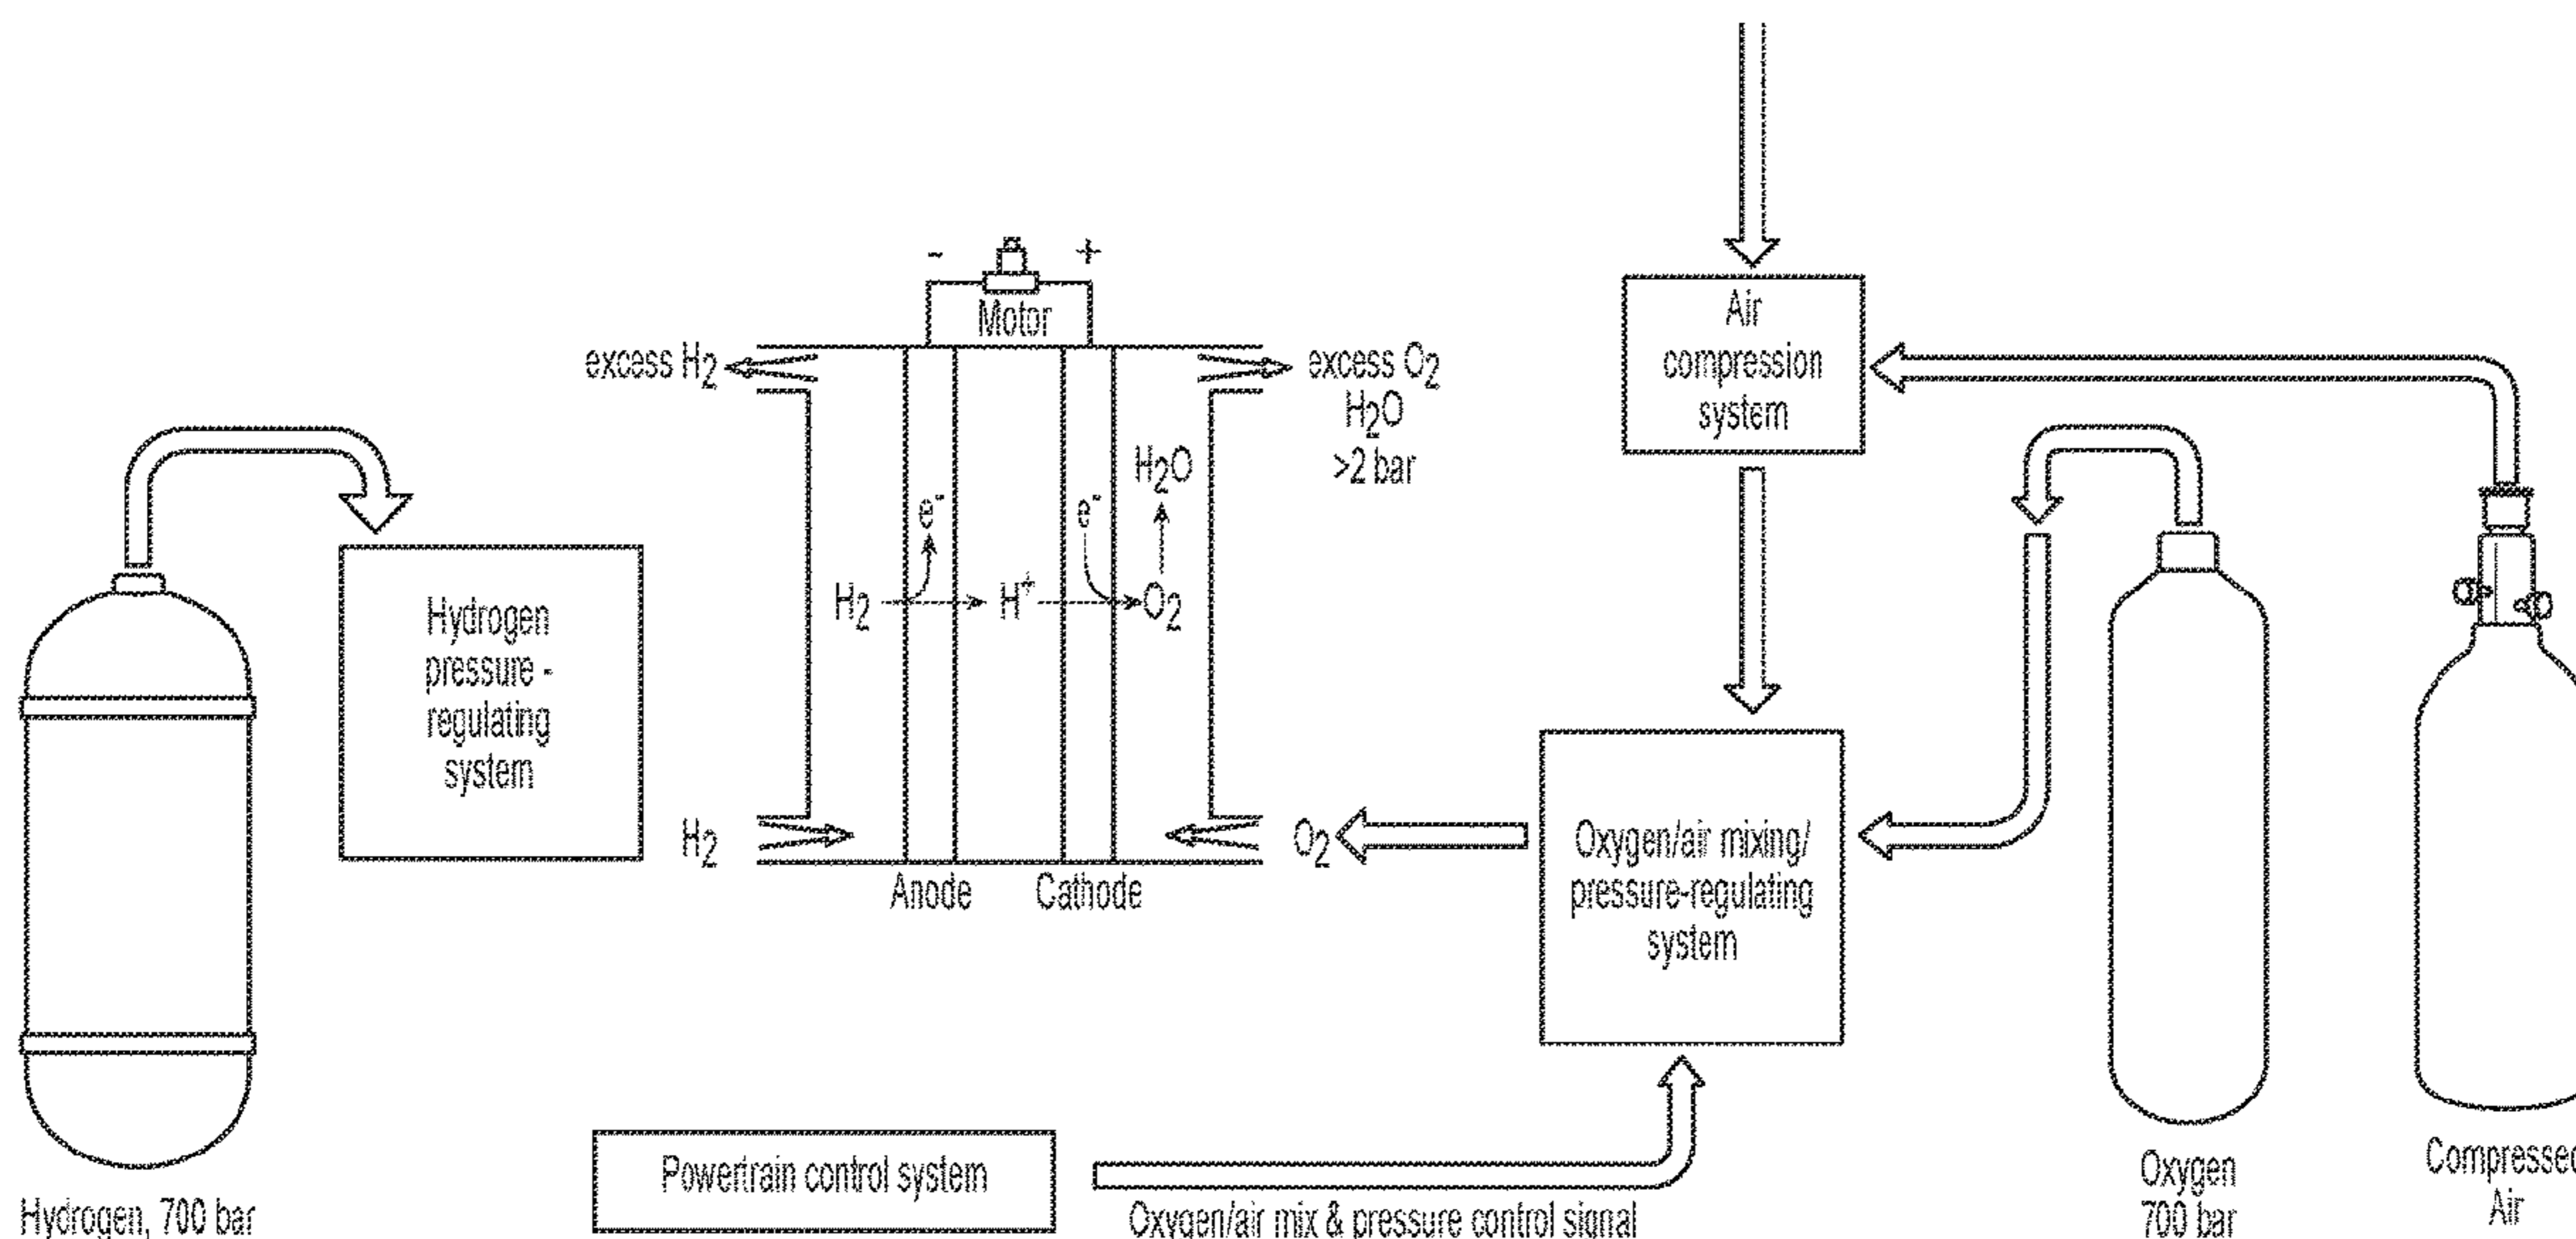 - +
Motor
excess H2
excess O2
H2O
>2 bar
Air
compression
system
H2O
e-
e-
H2
H+
O2
Hydrogen
pressure -
regulating
system
H2
O2
Oxygen/air mixing/
pressure-regulating
system
Anode
Cathode
Powertrain control system
Oxygen/air mix & pressure control signal
Hydrogen, 700 bar
Oxygen
700 bar
Compressed
Air